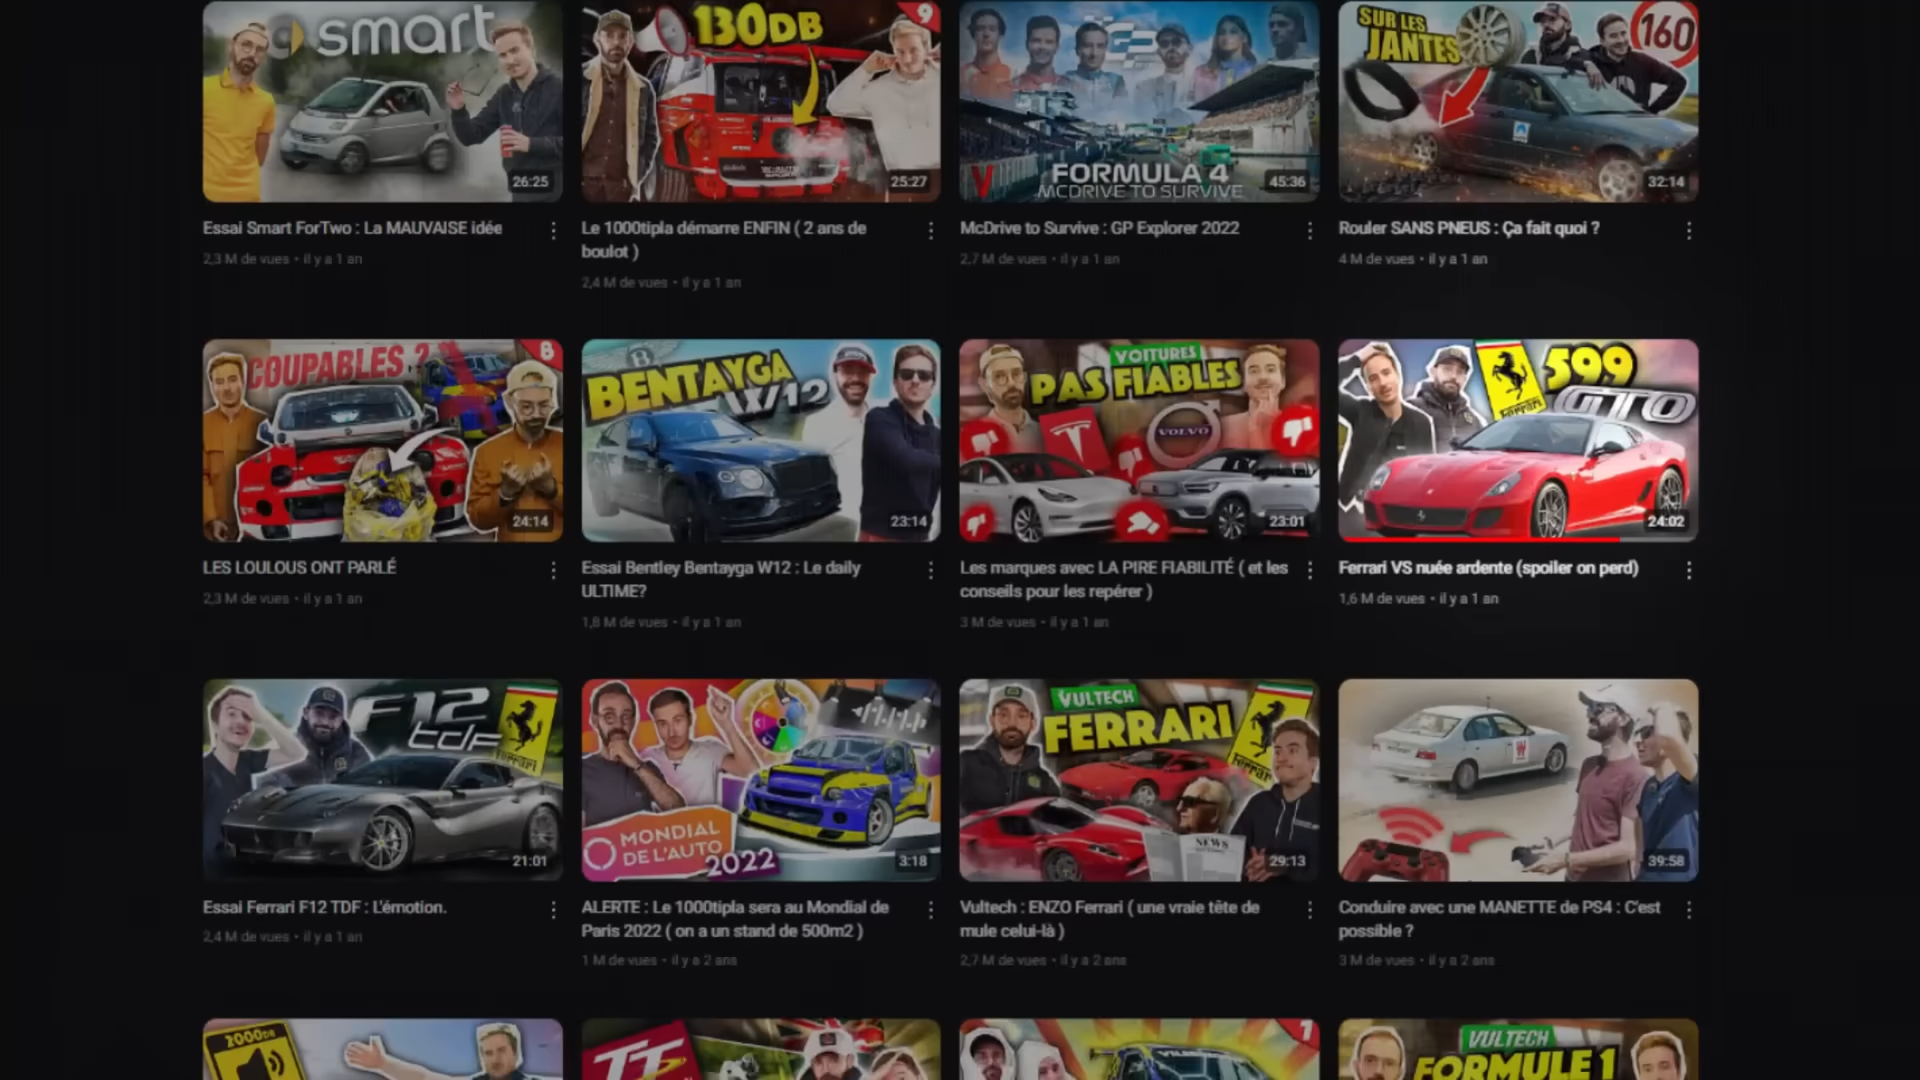 smart
26:25
130DB
9
25:27
GP
FORMULA 4
MCDRIVE TO SURVIVE
45:36
SUR LES
JANTES
160
32:14
Essai Smart ForTwo : La MAUVAISE idée
2,3 M de vues • il y a 1 an
Le 1000tipla démarre ENFIN ( 2 ans de
boulot )
2,4 M de vues • il y a 1 an
McDrive to Survive : GP Explorer 2022
2,7 M de vues • il y a 1 an
Rouler SANS PNEUS : Ça fait quoi ?
4 M de vues • il y a 1 an
COUPABLES ?
8
24:14
BENTAYGA
W12
23:14
VOITURES
PAS FIABLES
VOLVO
23:01
599
GTO
Ferrari
24:02
LES LOULOUS ONT PARLÉ
2,3 M de vues • il y a 1 an
Essai Bentley Bentayga W12 : Le daily
ULTIME?
1,8 M de vues • il y a 1 an
Les marques avec LA PIRE FIABILITÉ ( et les
conseils pour les repérer )
3 M de vues • il y a 1 an
Ferrari VS nuée ardente (spoiler on perd)
1,6 M de vues • il y a 1 an
F12
tdf
Ferrari
21:01
MONDIAL
DE L'AUTO
2022
3:18
VULTECH
FERRARI
Ferrari
NEWS
29:13
39:58
Essai Ferrari F12 TDF : L'émotion.
2,4 M de vues • il y a 1 an
ALERTE : Le 1000tipla sera au Mondial de
Paris 2022 ( on a un stand de 500m2 )
1 M de vues • il y a 2 ans
Vultech : ENZO Ferrari ( une vraie tête de
mule celui-là )
2,7 M de vues • il y a 2 ans
Conduire avec une MANETTE de PS4 : C'est
possible ?
3 M de vues • il y a 2 ans
2000DB
TT
1
VULTECH
FORMULE 1